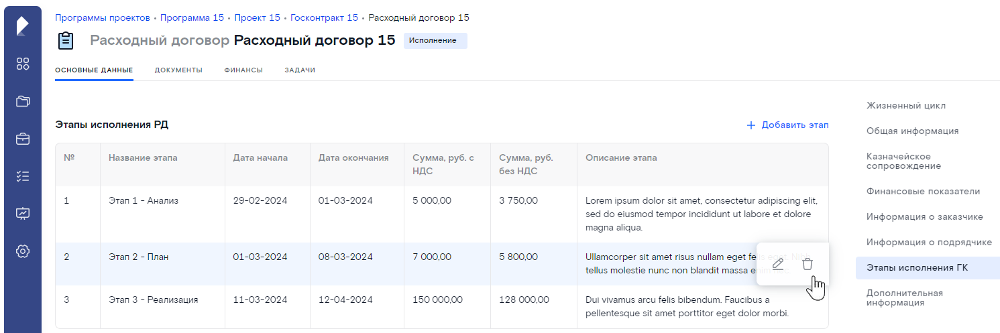 Программы проектов • Программа 15 • Проект 15 • Госконтракт 15 • Расходный договор 15
Расходный договор Расходный договор 15 Исполнение
ОСНОВНЫЕ ДАННЫЕ ДОКУМЕНТЫ ФИНАНСЫ ЗАДАЧИ
Этапы исполнения РД
Добавить этап
№ Название этапа Дата начала Дата окончания Сумма, руб. с НДС Сумма, руб. без НДС Описание этапа
1 Этап 1 - Анализ 29-02-2024 01-03-2024 5 000,00 3 750,00 Lorem ipsum dolor sit amet, consectetur adipiscing elit,
sed do eiusmod tempor incididunt ut labore et dolore
magna aliqua.
2 Этап 2 - План 01-03-2024 08-03-2024 7 000,00 5 800,00 Ullamcorper sit amet risus nullam eget felis eget. Nibh
tellus molestie nunc non blandit massa enim nec.
3 Этап 3 - Реализация 11-03-2024 12-04-2024 150 000,00 128 000,00 Dui vivamus arcu felis bibendum. Faucibus a
pellentesque sit amet porttitor eget dolor morbi.
Жизненный цикл
Общая информация
Казначейское
сопровождение
Финансовые показатели
Информация о заказчике
Информация о подрядчике
Этапы исполнения ГК
Дополнительная
информация